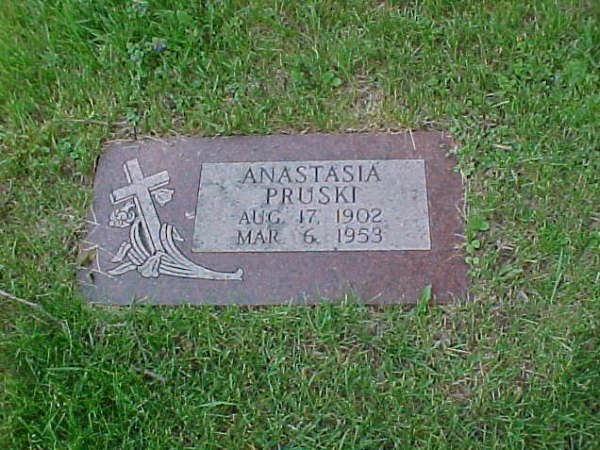 ANASTASIA
PRUSKI
AUG. 17, 1902
MAR. 6, 1953